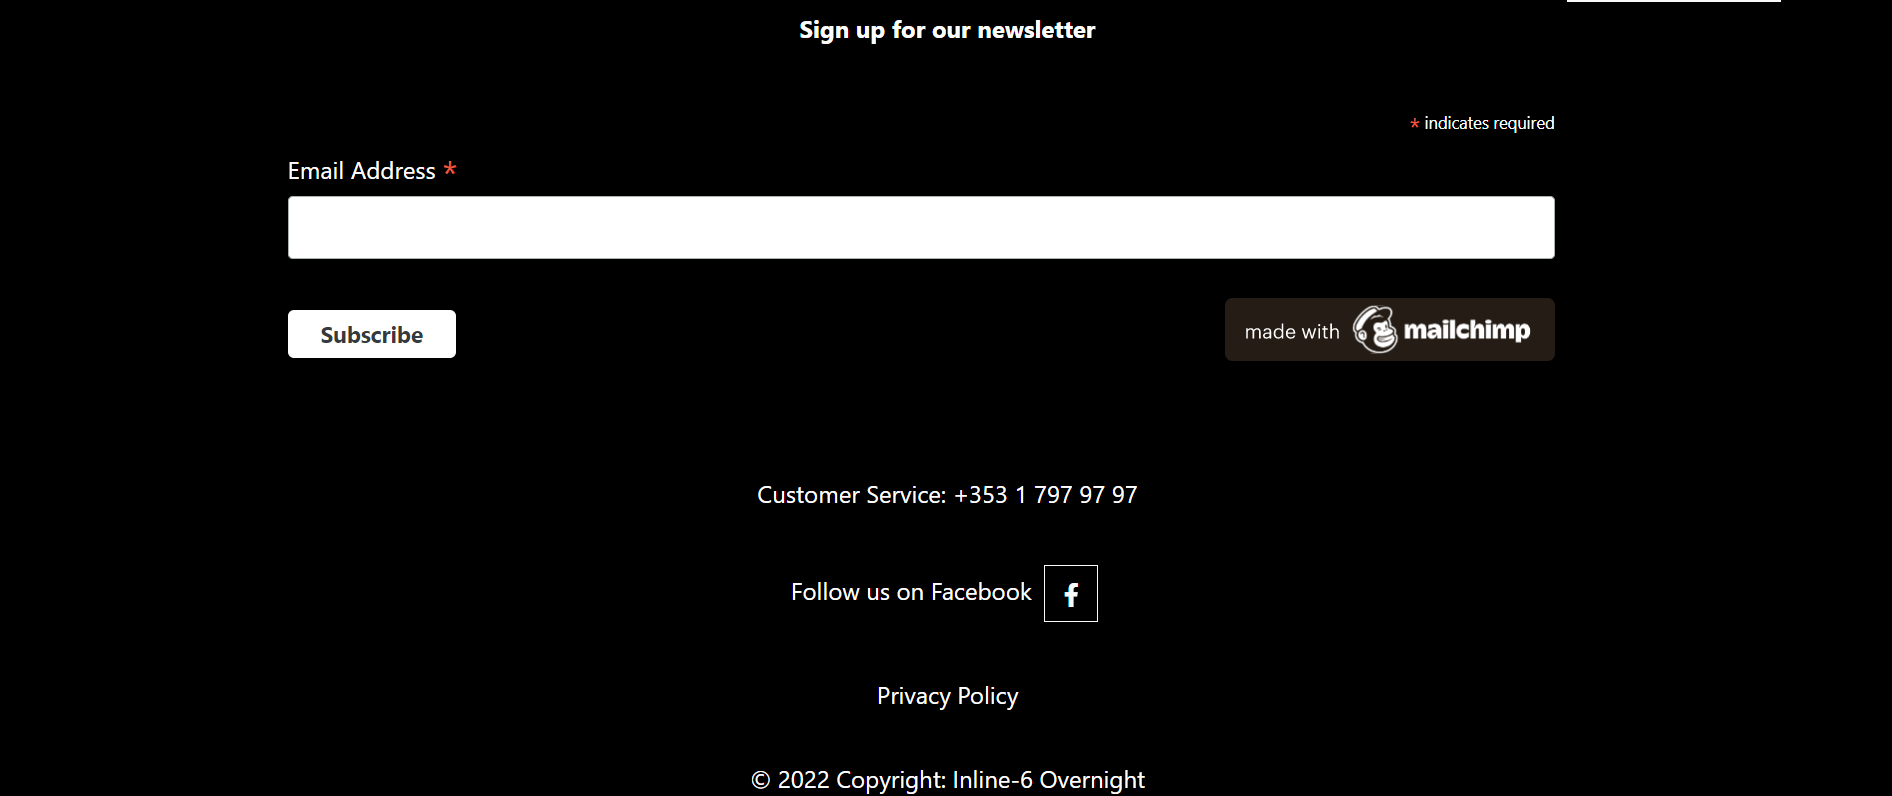 Sign up for our newsletter
* indicates required
Email Address *
Subscribe
made with mailchimp
Customer Service: +353 1 797 97 97
Follow us on Facebook
Privacy Policy
© 2022 Copyright: Inline-6 Overnight